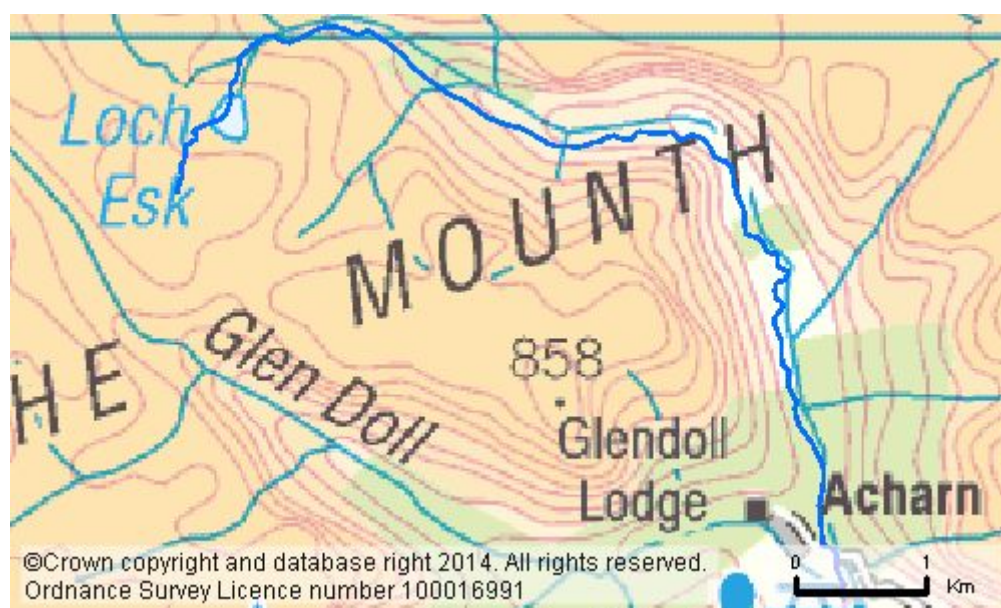 Loch
Esk
MOUNTH
HE
Glen Doll
858
Glendoll
Lodge
Acharn
©Crown copyright and database right 2014. All rights reserved.
Ordnance Survey Licence number 100016991
0 1
Km